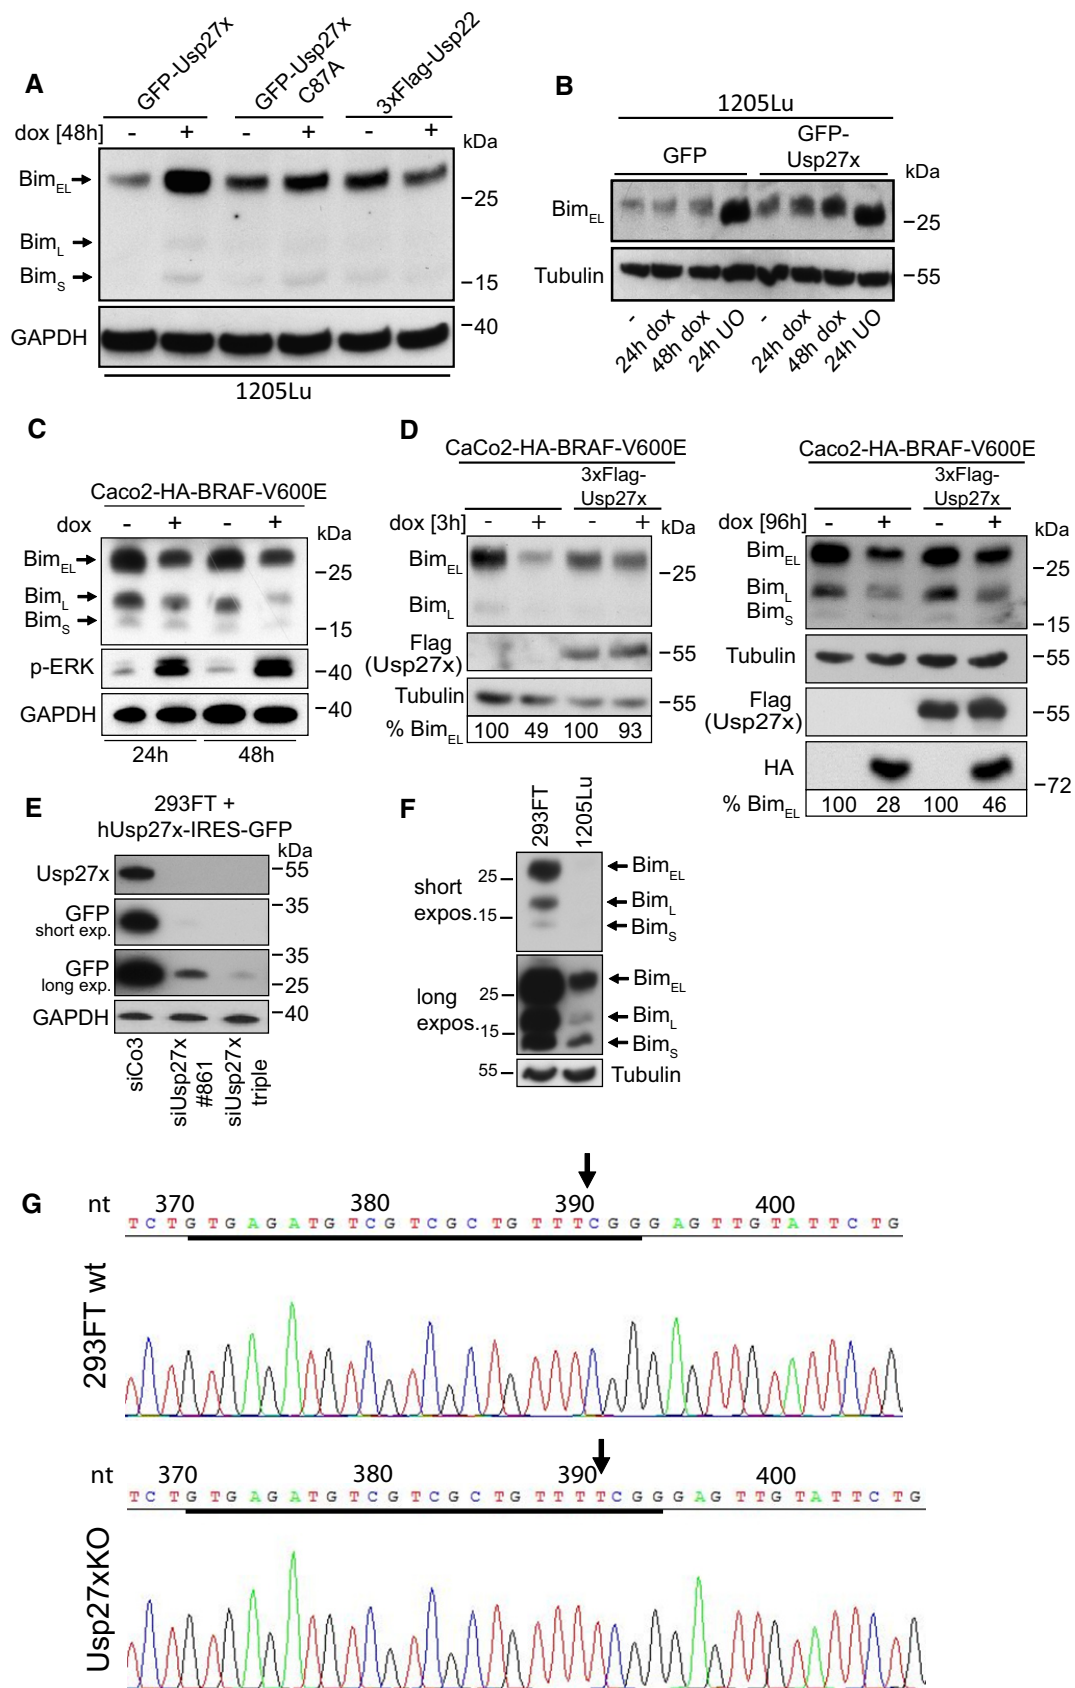 A
GFP-Usp27x
GFP-Usp27x C87A
3xFlag-Usp22
dox [48h] - + - + - +
kDa
BimEL
25
BimL
BimS
15
GAPDH
40
1205Lu
B
1205Lu
GFP
GFP-Usp27x
kDa
BimEL
25
Tubulin
55
- 24h dox 48h dox 24h UO - 24h dox 48h dox 24h UO
C
Caco2-HA-BRAF-V600E
dox - + - +
kDa
BimEL
25
BimL
BimS
15
p-ERK
40
GAPDH
40
24h 48h
D
CaCo2-HA-BRAF-V600E
3xFlag-
Usp27x
dox [3h] - + - + kDa
BimEL
25
BimL
Flag
(Usp27x)
55
Tubulin
55
% BimEL 100 49 100 93
Caco2-HA-BRAF-V600E
3xFlag-
Usp27x
dox [96h] - + - + kDa
BimEL
25
BimL
BimS
15
Tubulin
55
Flag
(Usp27x)
55
HA
72
% BimEL 100 28 100 46
E
293FT +
hUsp27x-IRES-GFP
kDa
Usp27x
55
GFP
short exp.
35
GFP
long exp.
35
25
GAPDH
40
siCo3
siUsp27x #861
siUsp27x triple
F
293FT
1205Lu
short expos.
25
15
BimEL
BimL
BimS
long expos.
25
15
BimEL
BimL
BimS
55
Tubulin
G
nt 370 380 390 400
T C T G T G A G A T G T C G T C G C T G T T T C G G G A G T T G T A T T C T G
293FT wt
nt 370 380 390 400
T C T G T G A G A T G T C G T C G C T G T T T T C G G G A G T T G T A T T C T G
Usp27xKO